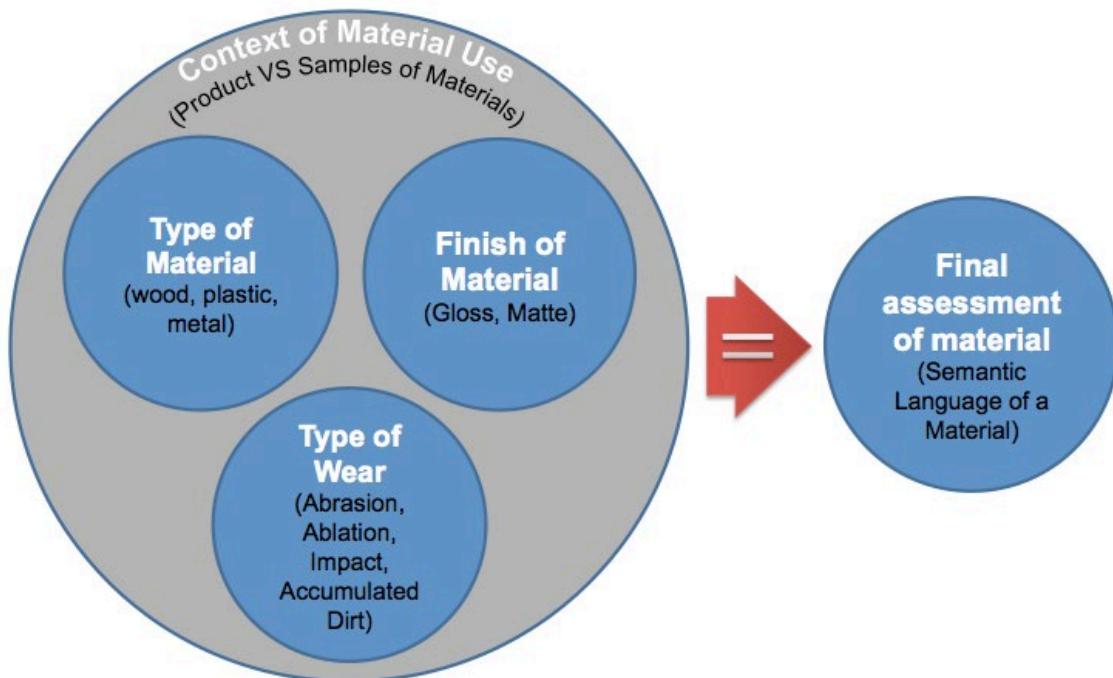 Context of Material Use
(Product VS Samples of Materials)
Type of
Material
(wood, plastic,
metal)
Finish of
Material
(Gloss, Matte)
Type of
Wear
(Abrasion,
Ablation,
Impact,
Accumulated
Dirt)
=
Final
assessment
of material
(Semantic
Language of a
Material)